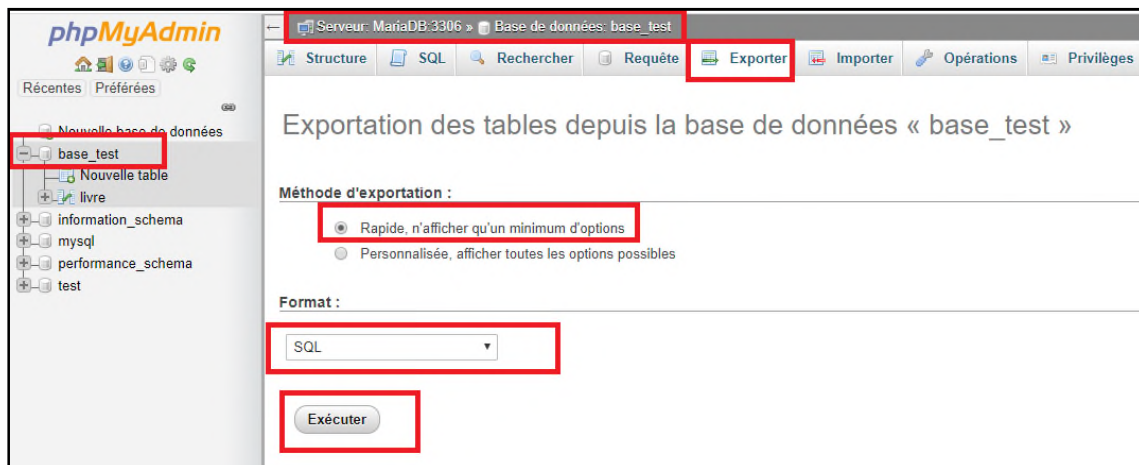 phpMyAdmin
Récentes Préférées
Nouvelle base de données
base_test
Nouvelle table
livre
information_schema
mysql
performance_schema
test
Serveur: MariaDB:3306 » Base de données: base_test
Structure SQL Rechercher Requête Exporter Importer Opérations Privilèges
Exportation des tables depuis la base de données « base_test »
Méthode d'exportation :
Rapide, n'afficher qu'un minimum d'options
Personnalisée, afficher toutes les options possibles
Format :
SQL
Exécuter